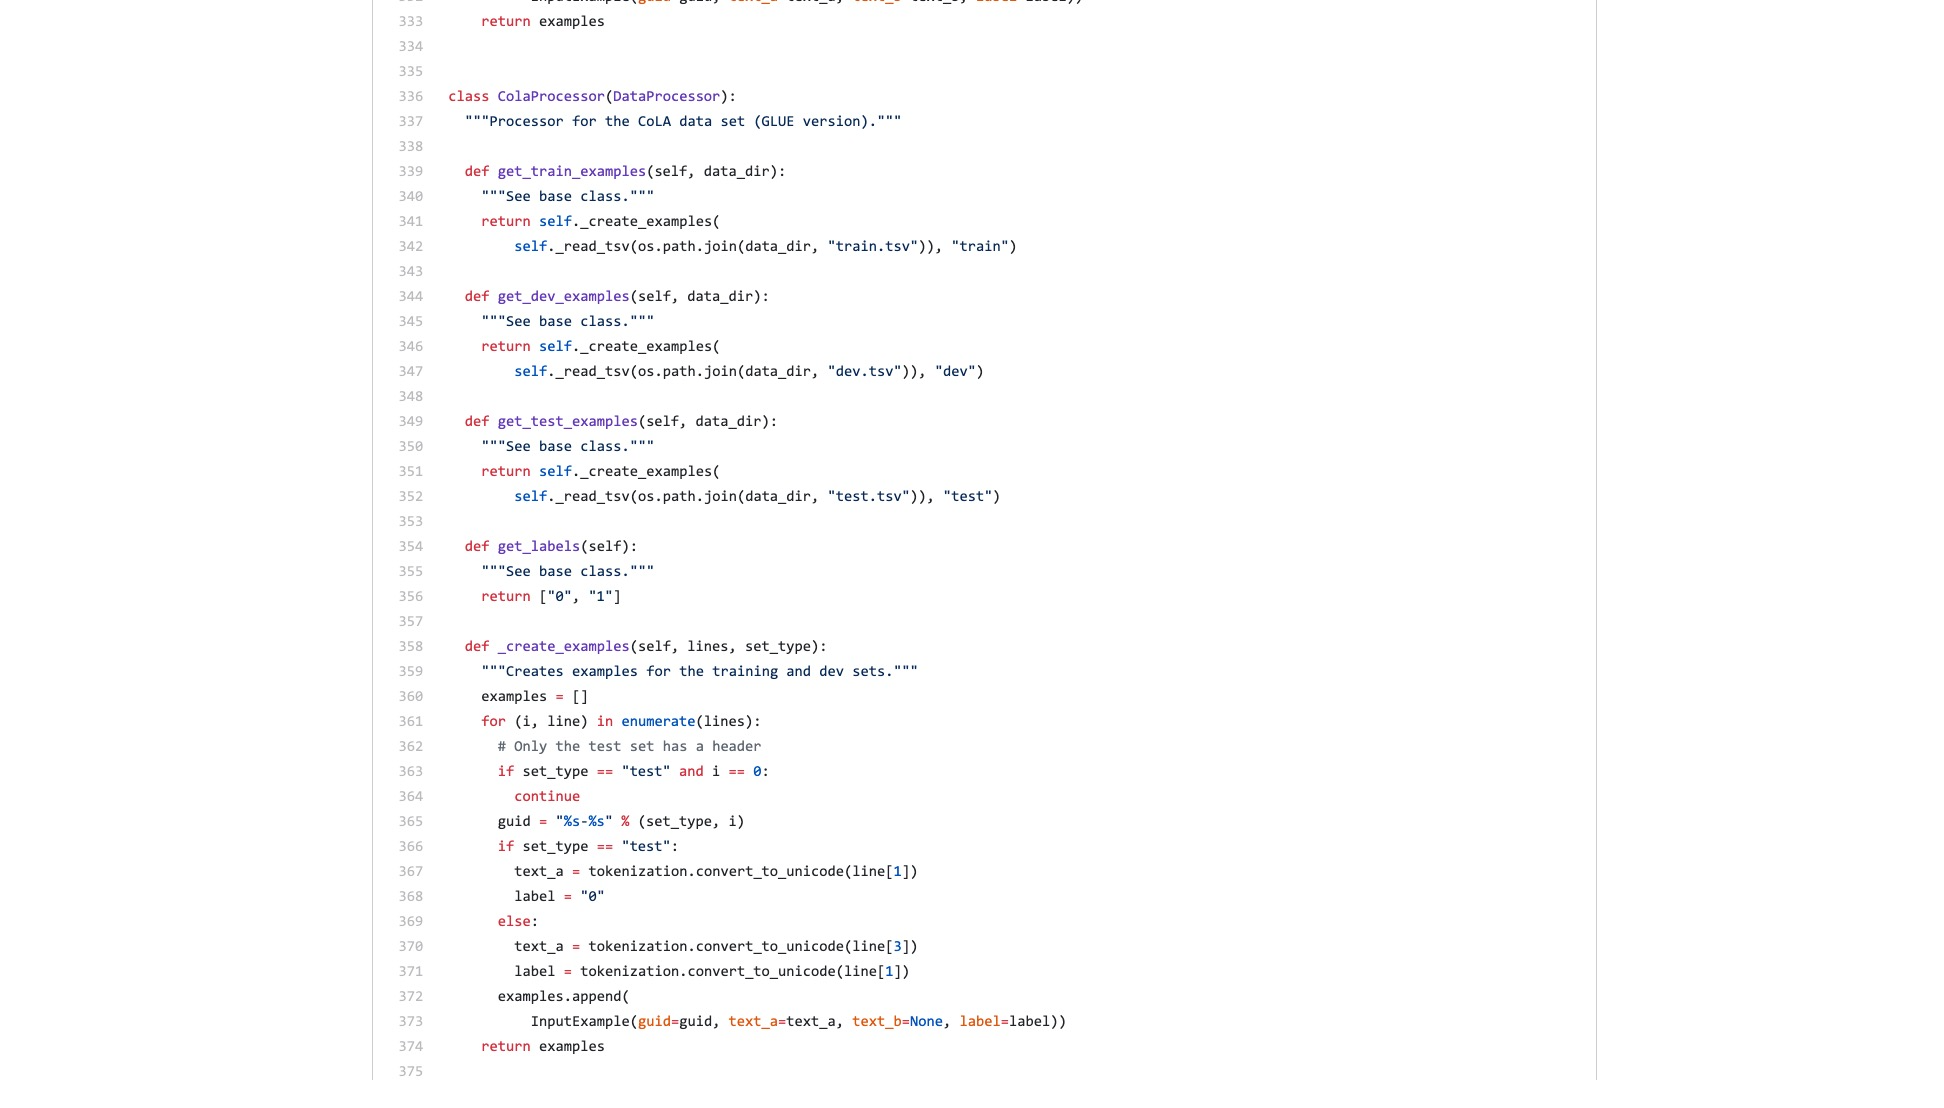 333 return examples
334
335
336 class ColaProcessor(DataProcessor):
337 """Processor for the CoLA data set (GLUE version)."""
338
339 def get_train_examples(self, data_dir):
340 """See base class."""
341 return self._create_examples(
342 self._read_tsv(os.path.join(data_dir, "train.tsv")), "train")
343
344 def get_dev_examples(self, data_dir):
345 """See base class."""
346 return self._create_examples(
347 self._read_tsv(os.path.join(data_dir, "dev.tsv")), "dev")
348
349 def get_test_examples(self, data_dir):
350 """See base class."""
351 return self._create_examples(
352 self._read_tsv(os.path.join(data_dir, "test.tsv")), "test")
353
354 def get_labels(self):
355 """See base class."""
356 return ["0", "1"]
357
358 def _create_examples(self, lines, set_type):
359 """Creates examples for the training and dev sets."""
360 examples = []
361 for (i, line) in enumerate(lines):
362 # Only the test set has a header
363 if set_type == "test" and i == 0:
364 continue
365 guid = "%s-%s" % (set_type, i)
366 if set_type == "test":
367 text_a = tokenization.convert_to_unicode(line[1])
368 label = "0"
369 else:
370 text_a = tokenization.convert_to_unicode(line[3])
371 label = tokenization.convert_to_unicode(line[1])
372 examples.append(
373 InputExample(guid=guid, text_a=text_a, text_b=None, label=label))
374 return examples
375